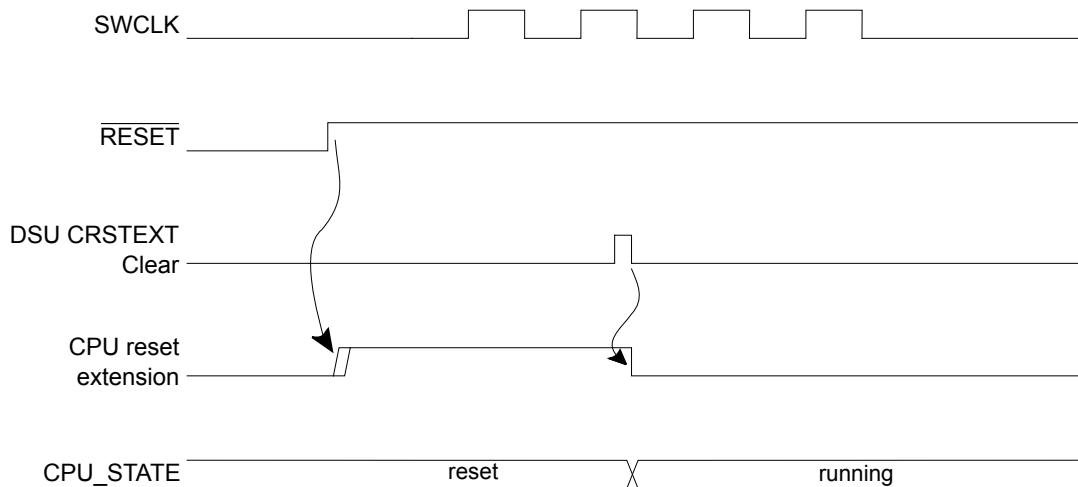 SWCLK
RESET
DSU CRSTEXT
Clear
CPU reset
extension
CPU_STATE
reset
running